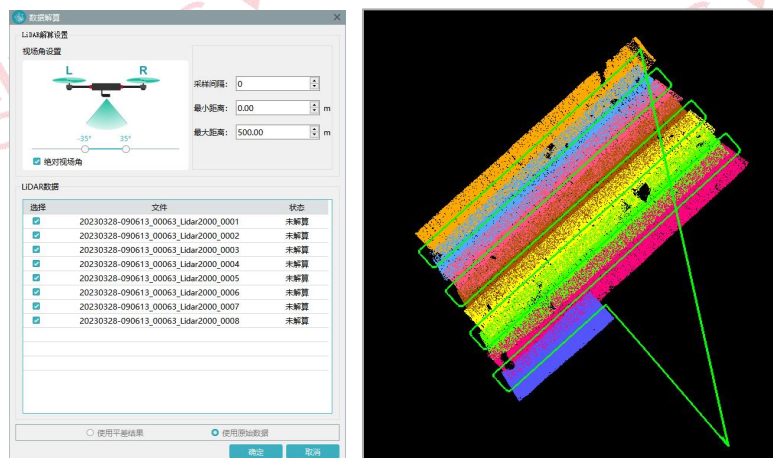 数据解算
LiDAR解算设置
视场角设置
L R
-35° 35°
绝对视场角
采样间隔: 0
最小距离: 0.00 m
最大距离: 500.00 m
LiDAR数据
选择 文件 状态
20230328-090613_00063_Lidar2000_0001 未解算
20230328-090613_00063_Lidar2000_0002 未解算
20230328-090613_00063_Lidar2000_0003 未解算
20230328-090613_00063_Lidar2000_0004 未解算
20230328-090613_00063_Lidar2000_0005 未解算
20230328-090613_00063_Lidar2000_0006 未解算
20230328-090613_00063_Lidar2000_0007 未解算
20230328-090613_00063_Lidar2000_0008 未解算
使用平差结果 使用原始数据
确定 取消